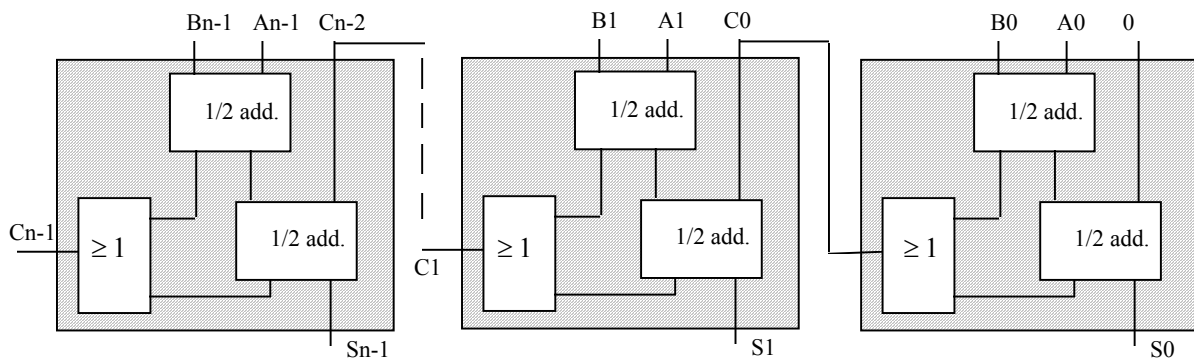 Bn-1 An-1 Cn-2 B1 A1 C0 B0 A0 0
1/2 add. 1/2 add. 1/2 add.
Cn-1 ≥ 1 1/2 add. C1 ≥ 1 1/2 add. ≥ 1 1/2 add.
Sn-1 S1 S0